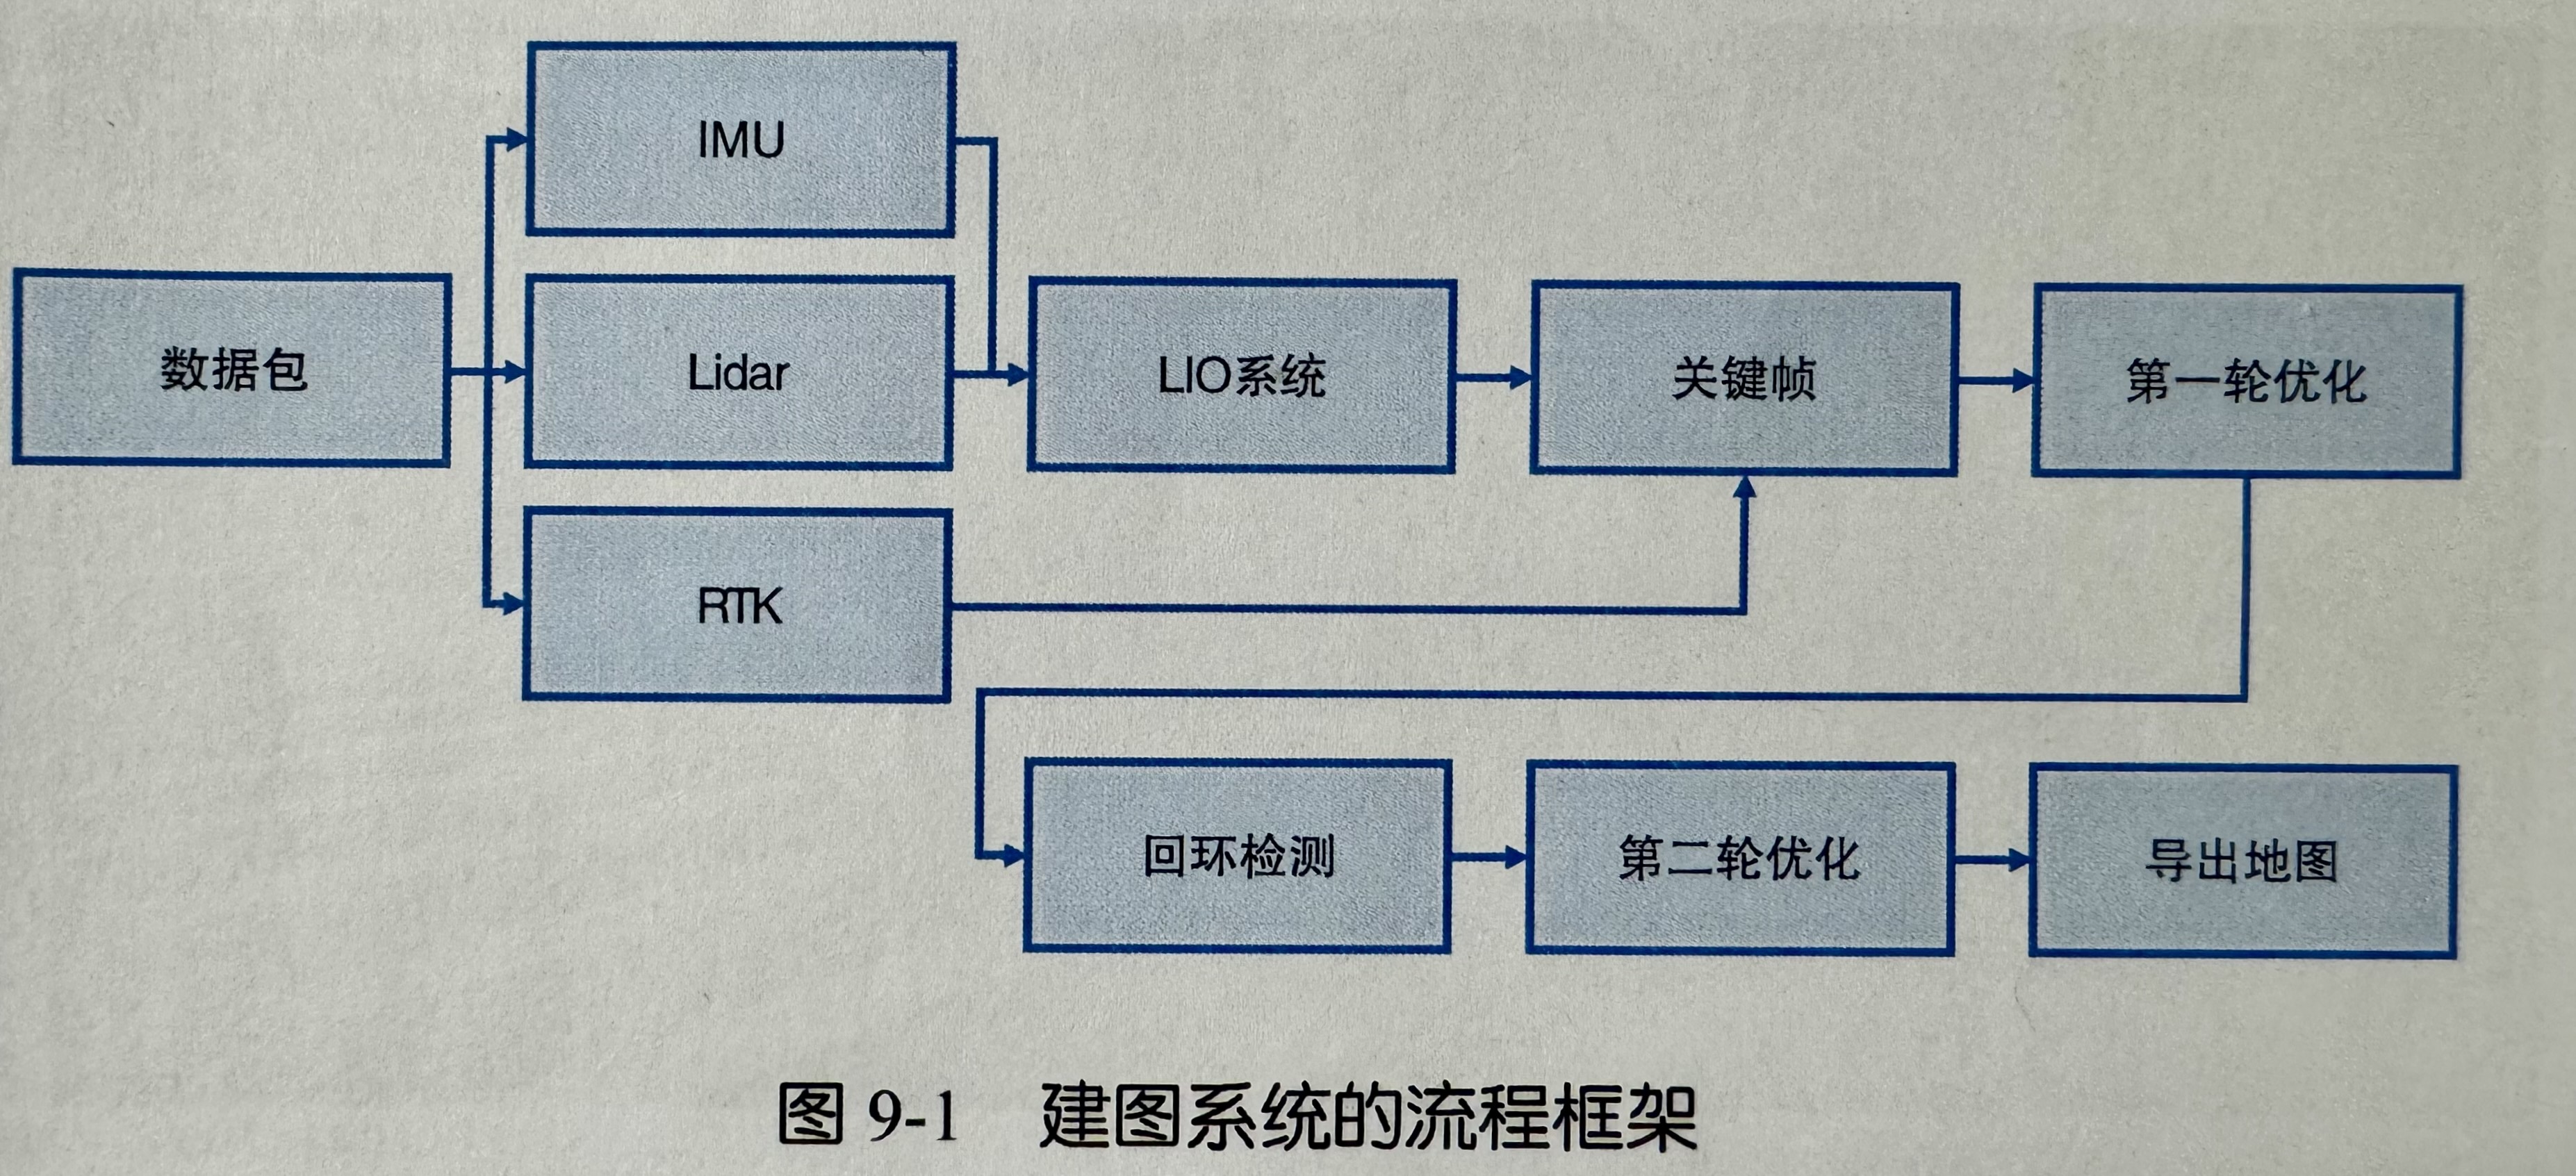 IMU
数据包
Lidar
LIO系统
关键帧
第一轮优化
RTK
回环检测
第二轮优化
导出地图
图 9-1 建图系统的流程框架